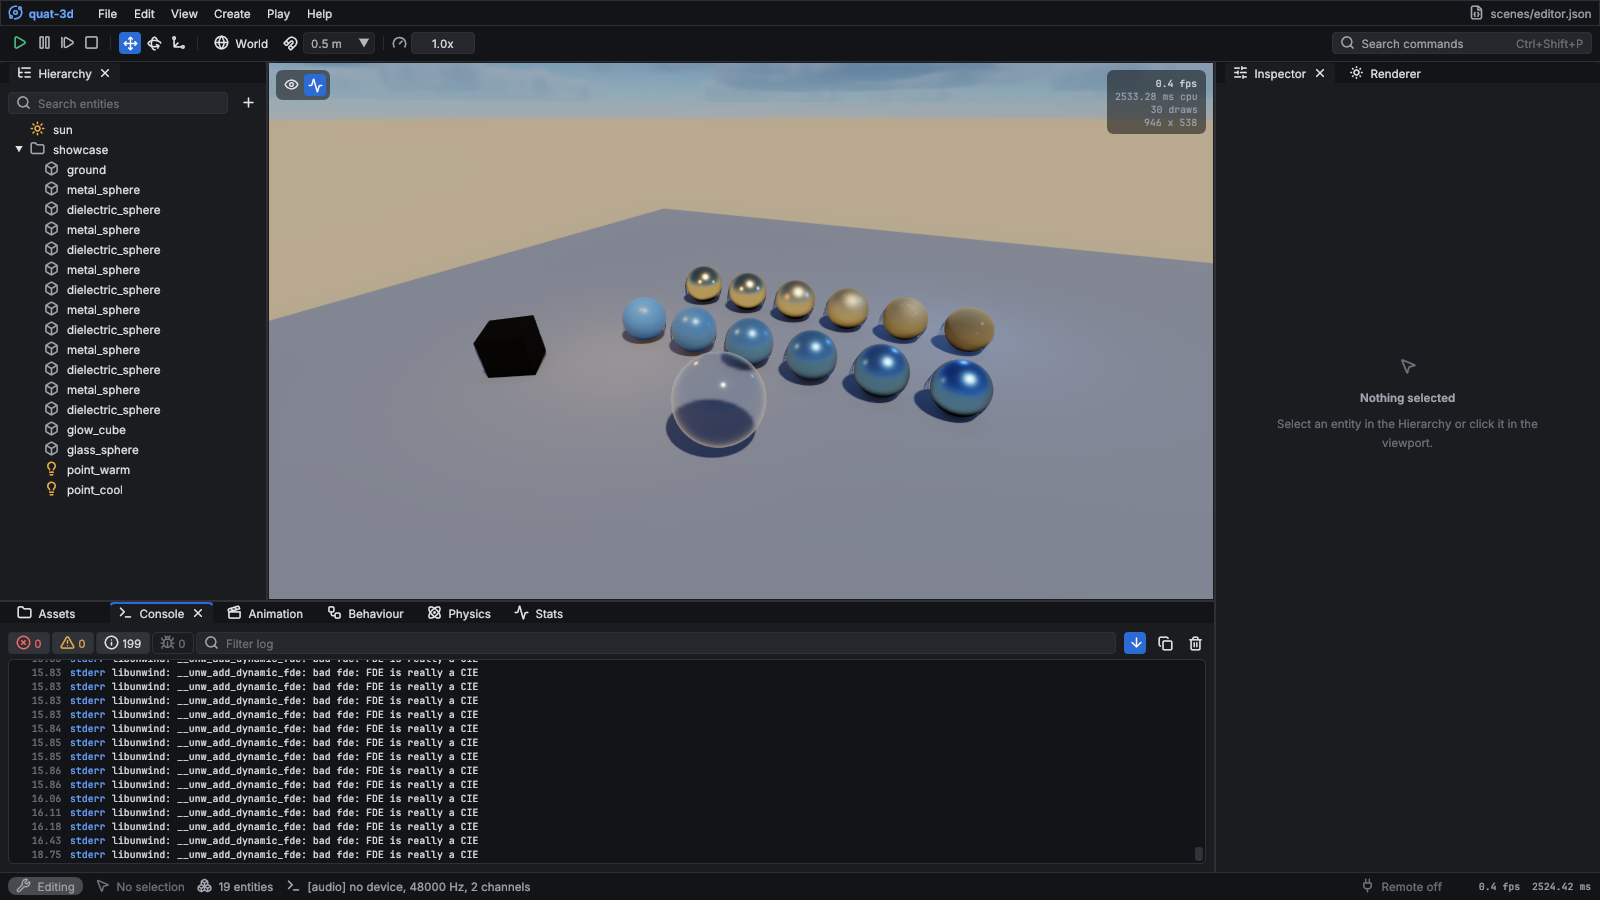 quat-3d File Edit View Create Play Help scenes/editor.json
World 0.5 m 1.0x Search commands Ctrl+Shift+P
Hierarchy
Search entities
sun
showcase
ground
metal_sphere
dielectric_sphere
metal_sphere
dielectric_sphere
metal_sphere
dielectric_sphere
metal_sphere
dielectric_sphere
metal_sphere
dielectric_sphere
metal_sphere
dielectric_sphere
glow_cube
glass_sphere
point_warm
point_cool
0.4 fps
2533.28 ms cpu
30 draws
946 x 538
Inspector Renderer
Nothing selected
Select an entity in the Hierarchy or click it in the
viewport.
Assets Console Animation Behaviour Physics Stats
0 0 199 0 Filter log
stderr libunwind: __unw_add_dynamic_fde: bad fde: FDE is really a CIE
15.83 stderr libunwind: __unw_add_dynamic_fde: bad fde: FDE is really a CIE
15.83 stderr libunwind: __unw_add_dynamic_fde: bad fde: FDE is really a CIE
15.83 stderr libunwind: __unw_add_dynamic_fde: bad fde: FDE is really a CIE
15.83 stderr libunwind: __unw_add_dynamic_fde: bad fde: FDE is really a CIE
15.84 stderr libunwind: __unw_add_dynamic_fde: bad fde: FDE is really a CIE
15.85 stderr libunwind: __unw_add_dynamic_fde: bad fde: FDE is really a CIE
15.85 stderr libunwind: __unw_add_dynamic_fde: bad fde: FDE is really a CIE
15.86 stderr libunwind: __unw_add_dynamic_fde: bad fde: FDE is really a CIE
15.86 stderr libunwind: __unw_add_dynamic_fde: bad fde: FDE is really a CIE
16.06 stderr libunwind: __unw_add_dynamic_fde: bad fde: FDE is really a CIE
16.11 stderr libunwind: __unw_add_dynamic_fde: bad fde: FDE is really a CIE
16.18 stderr libunwind: __unw_add_dynamic_fde: bad fde: FDE is really a CIE
16.43 stderr libunwind: __unw_add_dynamic_fde: bad fde: FDE is really a CIE
18.75 stderr libunwind: __unw_add_dynamic_fde: bad fde: FDE is really a CIE
Editing No selection 19 entities [audio] no device, 48000 Hz, 2 channels Remote off 0.4 fps 2524.42 ms